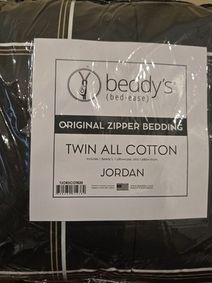 beddy's
(bed•ease)
ORIGINAL ZIPPER BEDDING
TWIN ALL COTTON
JORDAN